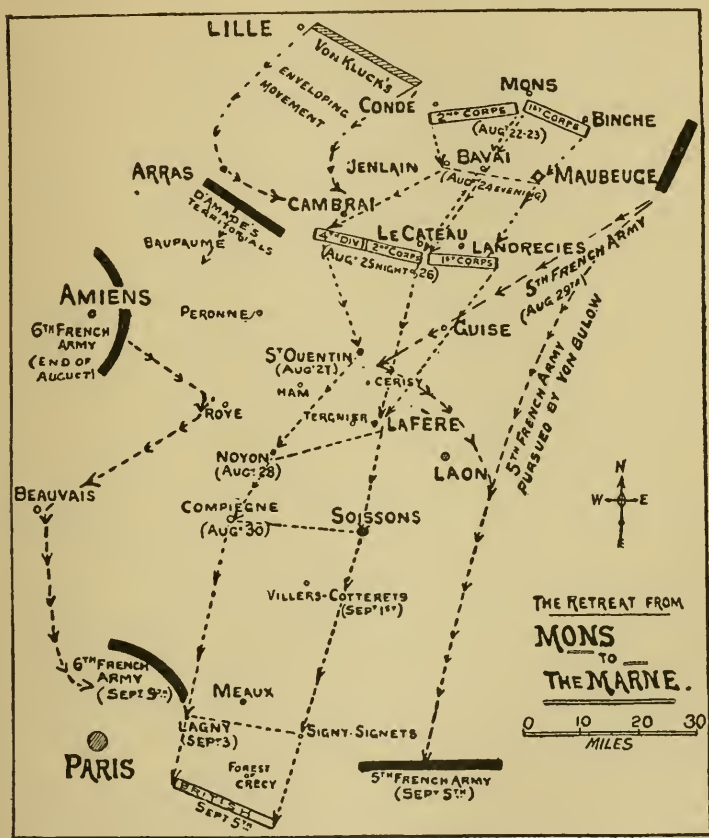 LILLE
VON KLUCK'S
ENVELOPING
MOVEMENT
CONDE
MONS
2ND CORPS
1ST CORPS
(AUG. 22-23)
BINCHE
BAVAI
(AUG. 24 EVENING)
MAUBEUGE
JENLAIN
ARRAS
CAMBRAI
D'AMADE'S
TERRITORIALS
BAUPAUME
4TH DIV.
2ND CORPS
LE CATEAU
LANDRECIES
1ST CORPS
(AUG. 25 NIGHT & 26)
5TH FRENCH ARMY
(AUG. 29TH)
AMIENS
6TH FRENCH
ARMY
(END OF
AUGUST)
PERONNE
GUISE
ST QUENTIN
(AUG. 27)
HAM
CERISY
5TH FRENCH ARMY
PURSUED BY VON BULOW
ROYE
TERGNIER
LA FÈRE
NOYON
(AUG. 28)
LAON
BEAUVAIS
COMPIEGNE
(AUG. 30)
SOISSONS
N
W E
VILLERS-COTTERETS
(SEPT 1ST)
THE RETREAT FROM
MONS
TO
THE MARNE.
0 10 20 30
MILES
6TH FRENCH
ARMY
(SEPT 5TH)
MEAUX
LAGNY
(SEPT. 3)
SIGNY-SIGNETS
PARIS
FOREST
OF
CRECY
BRITISH
SEPT 5TH
5TH FRENCH ARMY
(SEPT 5TH)